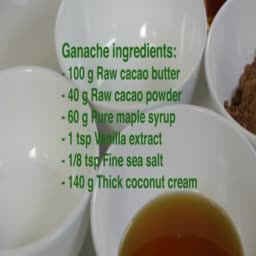 Ganache ingredients:
- 100 g Raw cacao butter
- 40 g Raw cacao powder
- 60 g Pure maple syrup
- 1 tsp Vanilla extract
- 1/8 tsp Fine sea salt
- 140 g Thick coconut cream